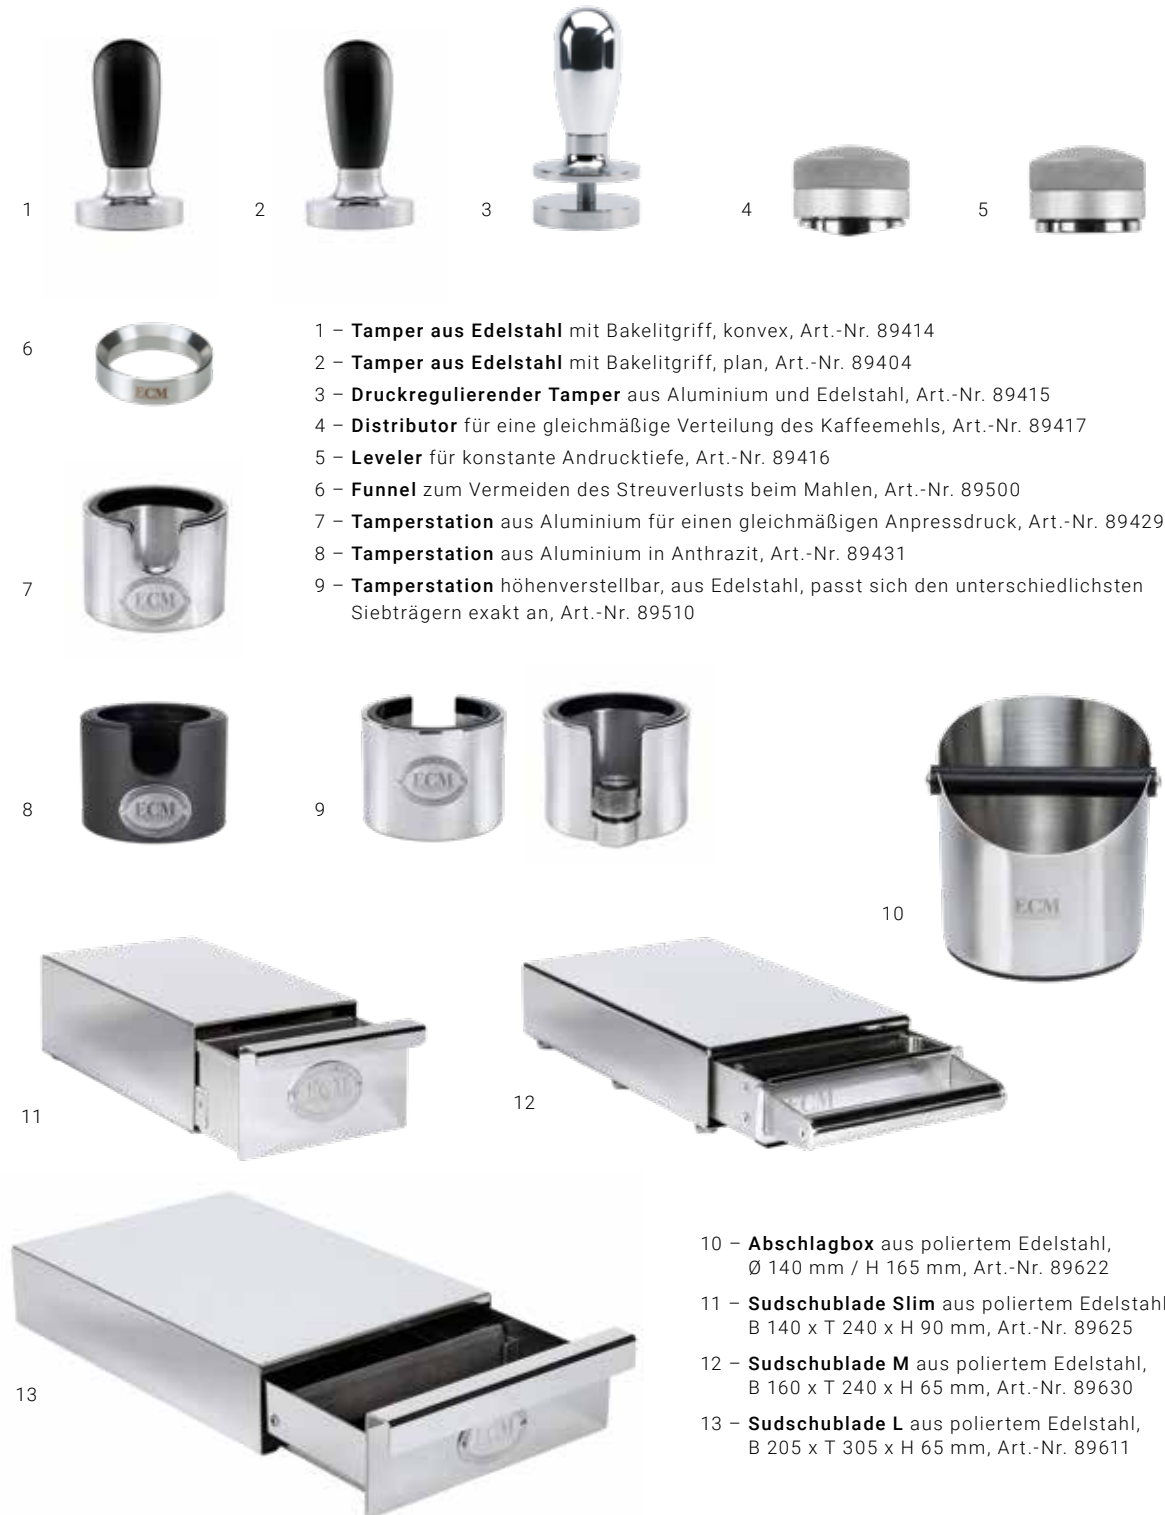 1
2
3
4
5
6
ECM
1 – Tamper aus Edelstahl mit Bakelitgriff, konvex, Art.-Nr. 89414
2 – Tamper aus Edelstahl mit Bakelitgriff, plan, Art.-Nr. 89404
3 – Druckregulierender Tamper aus Aluminium und Edelstahl, Art.-Nr. 89415
4 – Distributor für eine gleichmäßige Verteilung des Kaffeemehls, Art.-Nr. 89417
5 – Leveler für konstante Andrucktiefe, Art.-Nr. 89416
6 – Funnel zum Vermeiden des Streuverlusts beim Mahlen, Art.-Nr. 89500
7 – Tamperstation aus Aluminium für einen gleichmäßigen Anpressdruck, Art.-Nr. 89429
8 – Tamperstation aus Aluminium in Anthrazit, Art.-Nr. 89431
9 – Tamperstation höhenverstellbar, aus Edelstahl, passt sich den unterschiedlichsten
Siebträgern exakt an, Art.-Nr. 89510
7
ECM
8
ECM
9
ECM
10
ECM
11
ECM
12
ECM
13
ECM
10 – Abschlagbox aus poliertem Edelstahl,
Ø 140 mm / H 165 mm, Art.-Nr. 89622
11 – Sudschublade Slim aus poliertem Edelstahl
B 140 x T 240 x H 90 mm, Art.-Nr. 89625
12 – Sudschublade M aus poliertem Edelstahl,
B 160 x T 240 x H 65 mm, Art.-Nr. 89630
13 – Sudschublade L aus poliertem Edelstahl,
B 205 x T 305 x H 65 mm, Art.-Nr. 89611